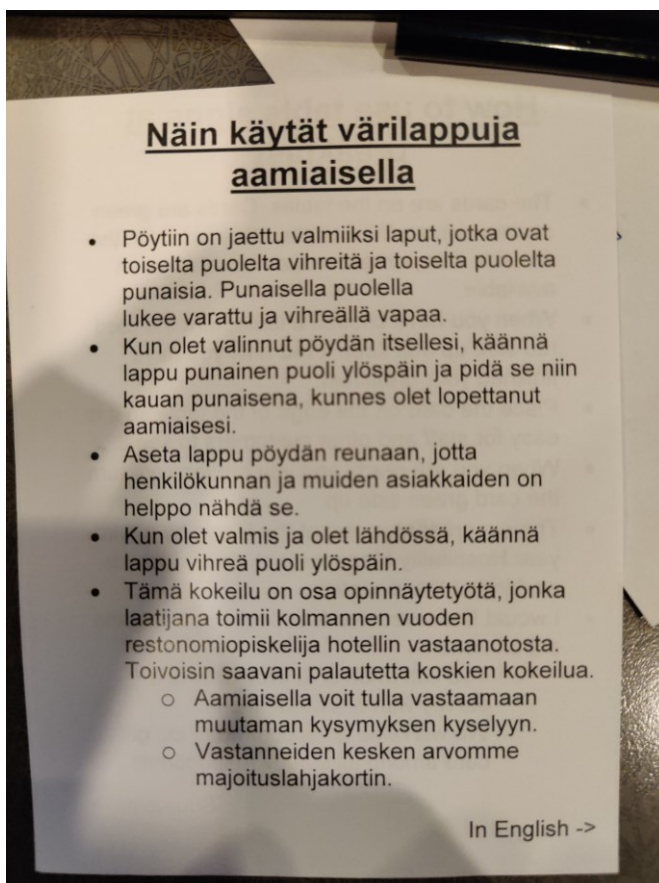 Näin käytät värilappuja
aamiaisella
• Pöytiin on jaettu valmiiksi laput, jotka ovat
toiselta puolelta vihreitä ja toiselta puolelta
punaisia. Punaisella puolella
lukee varattu ja vihreällä vapaa.
• Kun olet valinnut pöydän itsellesi, käännä
lappu punainen puoli ylöspäin ja pidä se niin
kauan punaisena, kunnes olet lopettanut
aamiaisesi.
• Aseta lappu pöydän reunaan, jotta
henkilökunnan ja muiden asiakkaiden on
helppo nähdä se.
• Kun olet valmis ja olet lähdössä, käännä
lappu vihreä puoli ylöspäin.
• Tämä kokeilu on osa opinnäytetyötä, jonka
laatijana toimii kolmannen vuoden
restonomiopiskelija hotellin vastaanotosta.
Toivoisin saavani palautetta koskien kokeilua.
○ Aamiaisella voit tulla vastaamaan
muutaman kysymyksen kyselyyn.
○ Vastanneiden kesken arvomme
majoituslahjakortin.
In English ->